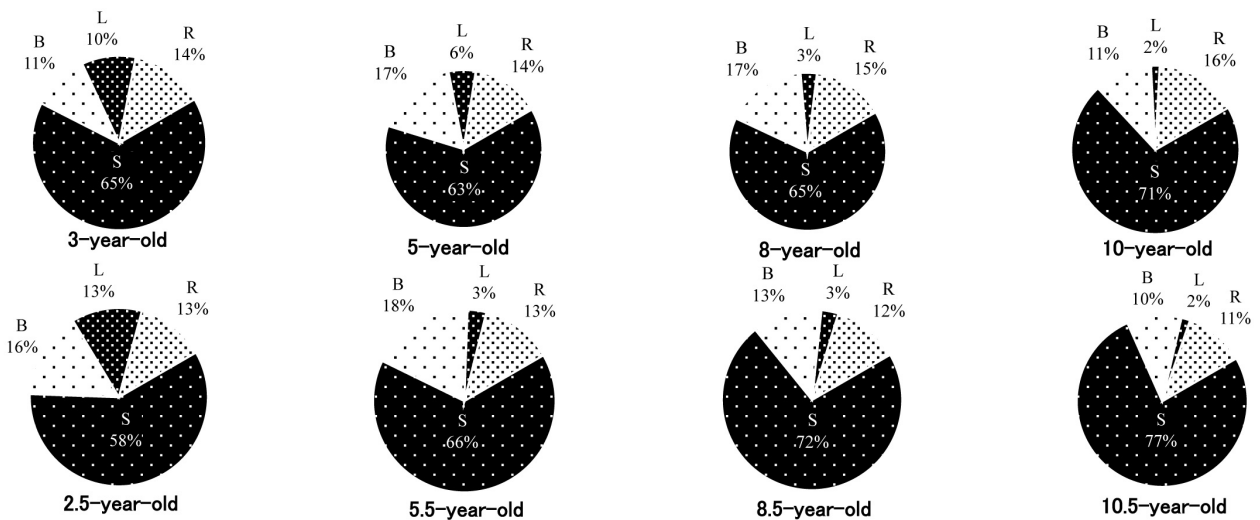 B
11%
L
10%
R
14%
S
65%
3-year-old
B
17%
L
6%
R
14%
S
63%
5-year-old
B
17%
L
3%
R
15%
S
65%
8-year-old
B
11%
L
2%
R
16%
S
71%
10-year-old
B
16%
L
13%
R
13%
S
58%
2.5-year-old
B
18%
L
3%
R
13%
S
66%
5.5-year-old
B
13%
L
3%
R
12%
S
72%
8.5-year-old
B
10%
L
2%
R
11%
S
77%
10.5-year-old